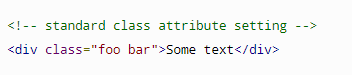 <!-- standard class attribute setting -->
<div class="foo bar">Some text</div>